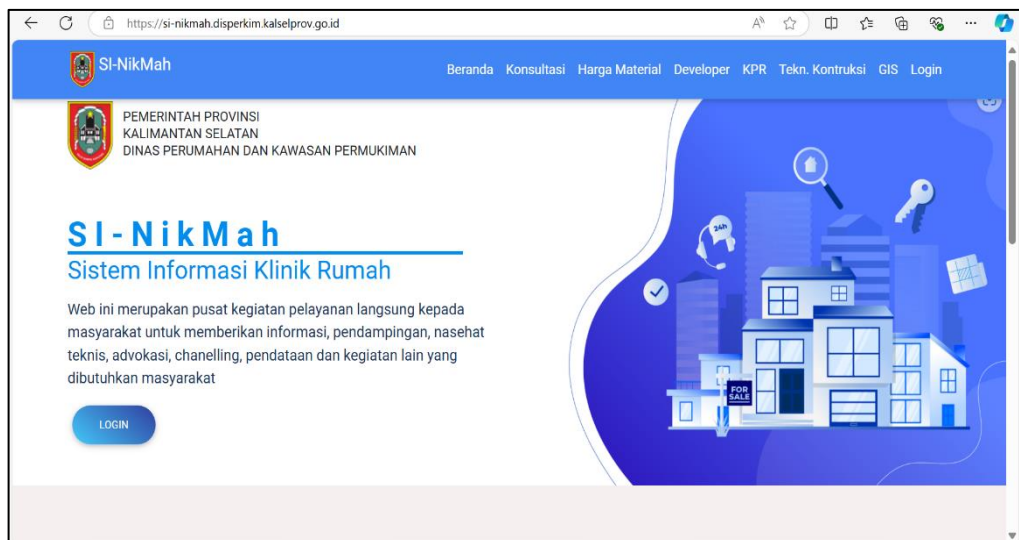 https://si-nikmah.disperkim.kalselprov.go.id
SI-NikMah
Beranda Konsultasi Harga Material Developer KPR Tekn. Kontruksi GIS Login
PEMERINTAH PROVINSI
KALIMANTAN SELATAN
DINAS PERUMAHAN DAN KAWASAN PERMUKIMAN
SI-NikMah
Sistem Informasi Klinik Rumah
Web ini merupakan pusat kegiatan pelayanan langsung kepada
masyarakat untuk memberikan informasi, pendampingan, nasehat
teknis, advokasi, chanelling, pendataan dan kegiatan lain yang
dibutuhkan masyarakat
LOGIN
24h
FOR
SALE